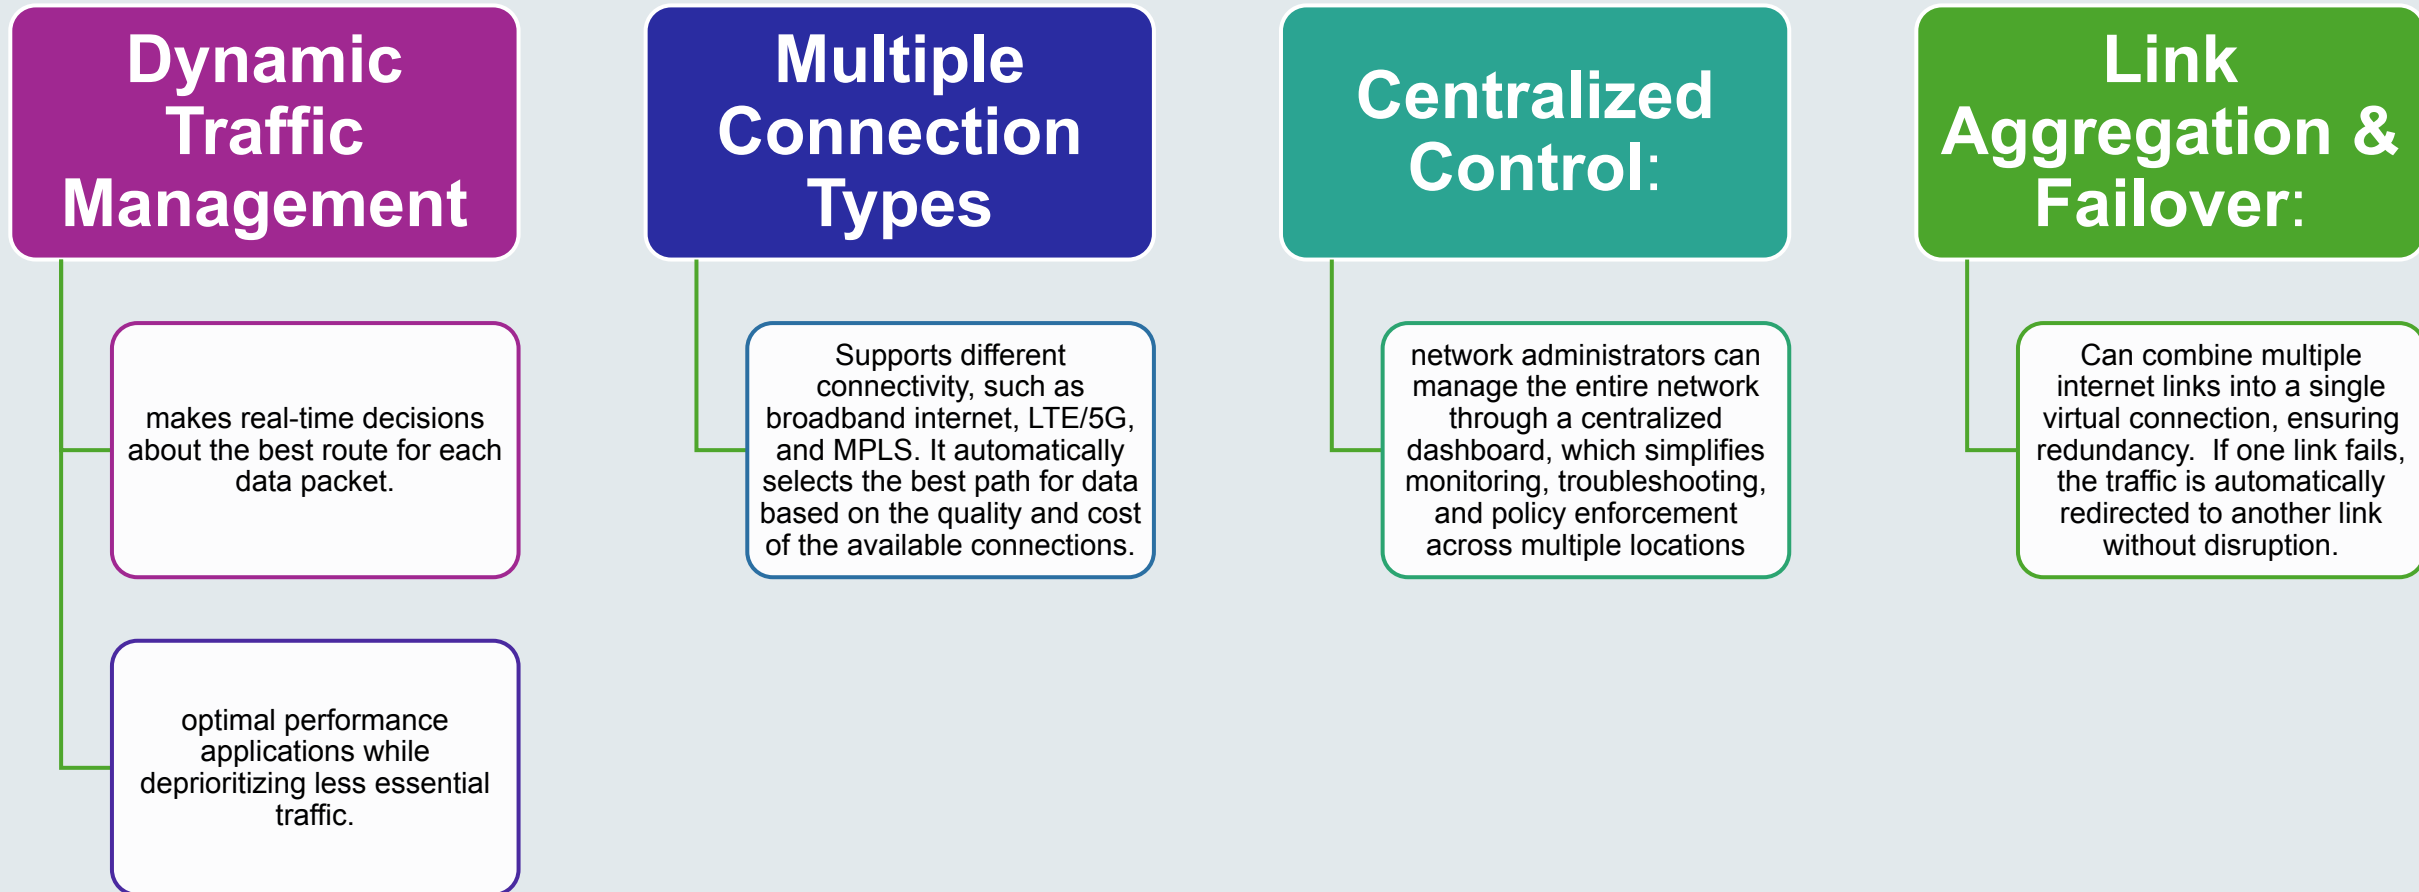 Dynamic
Traffic
Management
makes real-time decisions
about the best route for each
data packet.
optimal performance
applications while
deprioritizing less essential
traffic.
Multiple
Connection
Types
Supports different
connectivity, such as
broadband internet, LTE/5G,
and MPLS. It automatically
selects the best path for data
based on the quality and cost
of the available connections.
Centralized
Control:
network administrators can
manage the entire network
through a centralized
dashboard, which simplifies
monitoring, troubleshooting,
and policy enforcement
across multiple locations
Link
Aggregation &
Failover:
Can combine multiple
internet links into a single
virtual connection, ensuring
redundancy.  If one link fails,
the traffic is automatically
redirected to another link
without disruption.